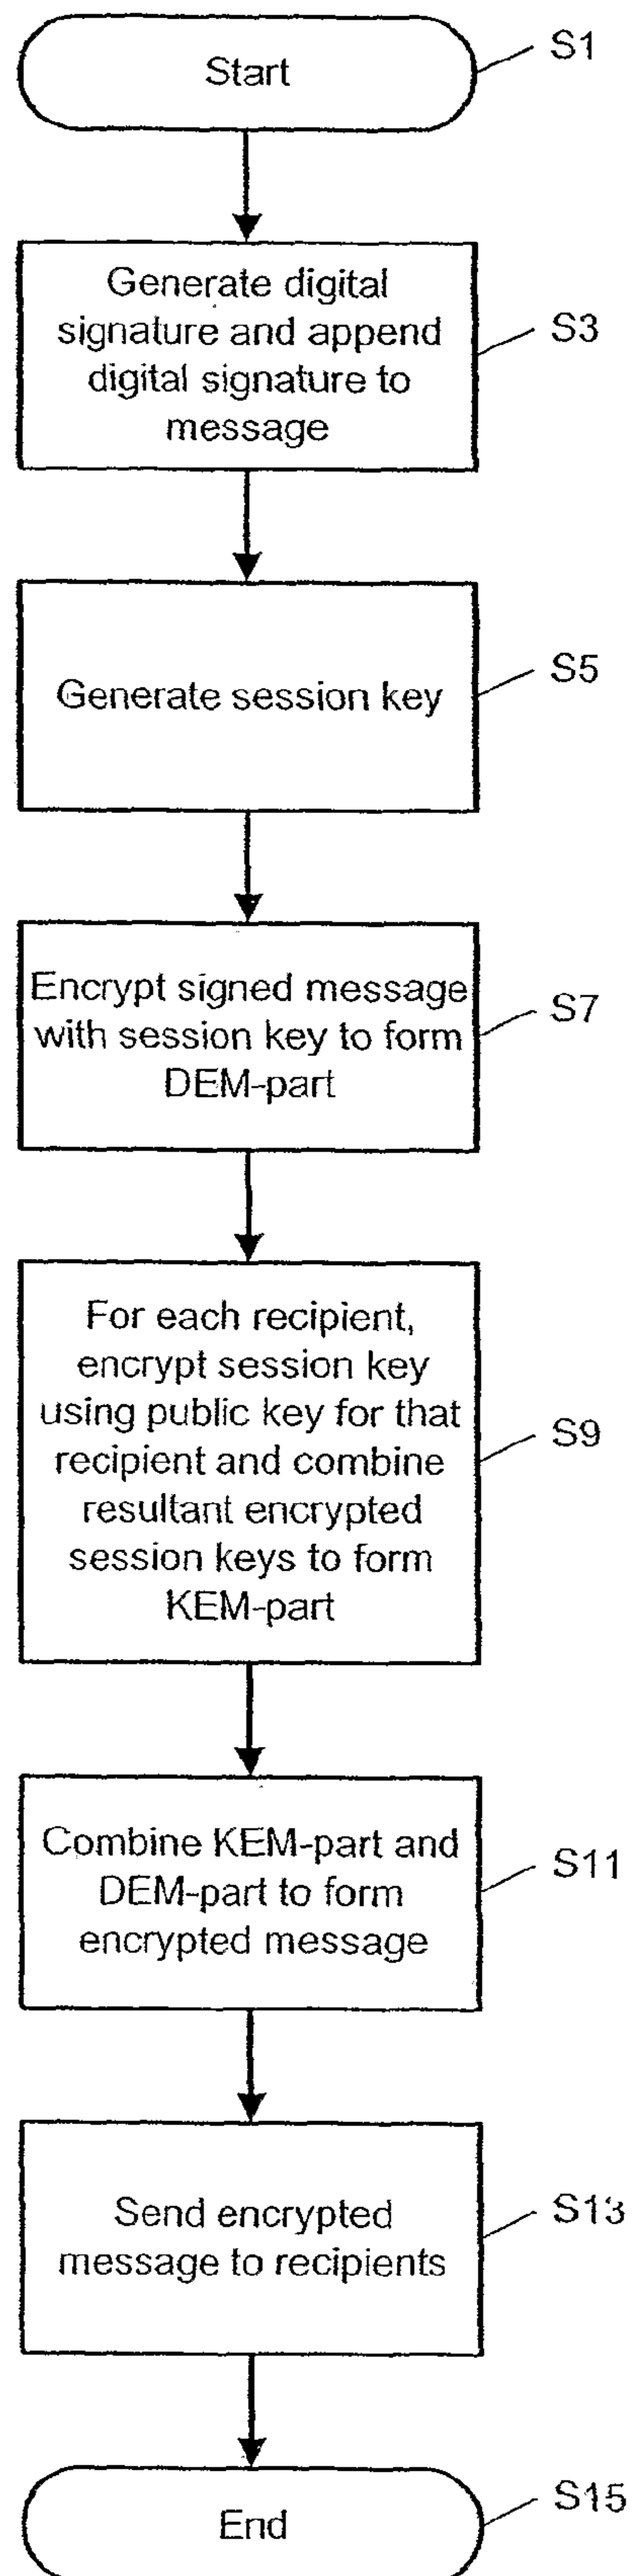 Start
S1
Generate digital
signature and append
digital signature to
message
S3
Generate session key
S5
Encrypt signed message
with session key to form
DEM-part
S7
For each recipient,
encrypt session key
using public key for that
recipient and combine
resultant encrypted
session keys to form
KEM-part
S9
Combine KEM-part and
DEM-part to form
encrypted message
S11
Send encrypted
message to recipients
S13
End
S15